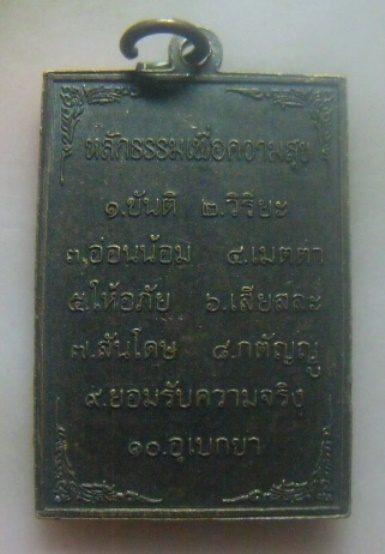 หลักธรรมเพื่อความสุข
๑.ขันติ ๒.วิริยะ
๓.อ่อนน้อม ๔.เมตตา
๕.ให้อภัย ๖.เสียสละ
๗.สันโดษ ๘.กตัญญู
๙.ยอมรับความจริง
๑๐.อุเบกขา